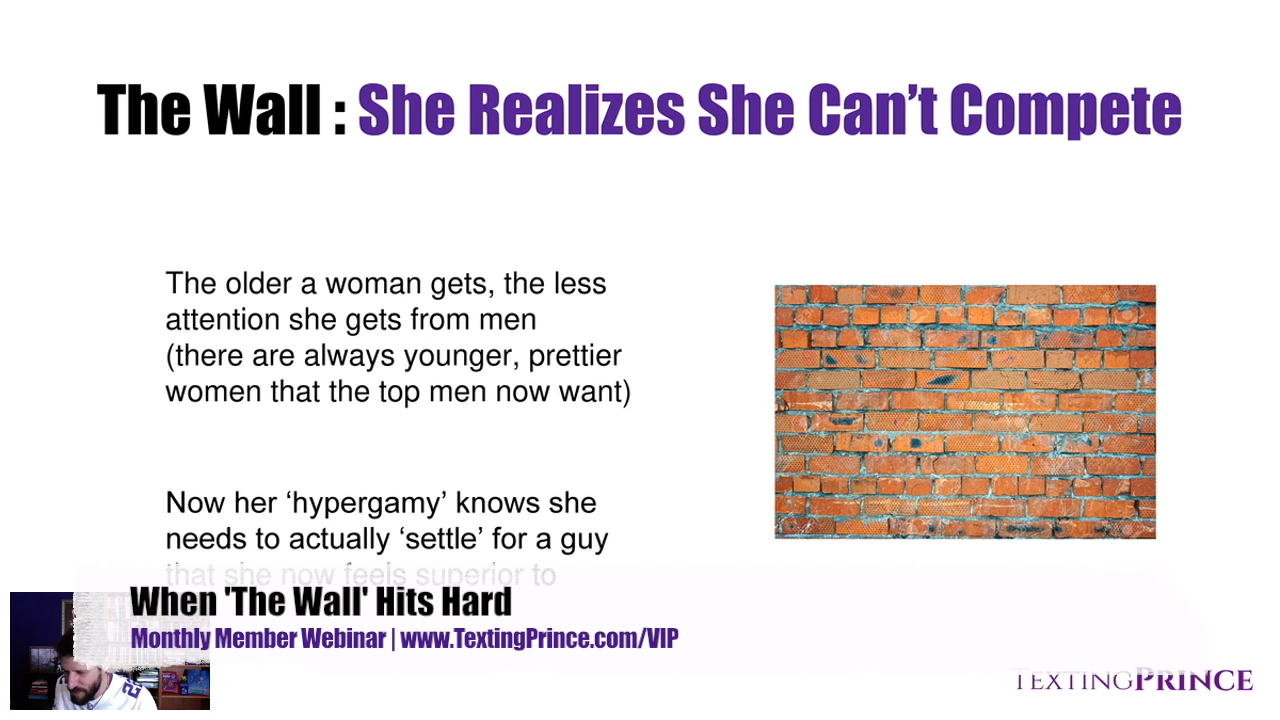 The Wall : She Realizes She Can't Compete
The older a woman gets, the less
attention she gets from men
(there are always younger, prettier
women that the top men now want)
Now her ‘hypergamy’ knows she
needs to actually ‘settle’ for a guy
that she now feels superior to
When 'The Wall' Hits Hard
Monthly Member Webinar | www.TextingPrince.com/VIP
TEXTINGPRINCE